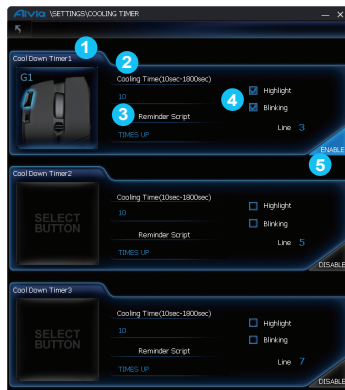 Aivia \SETTINGS\COOLING TIMER
1
Cool Down Timer1
2
G1
Cooling Time(10sec-1800sec)
10
3
Reminder Script
TIMES UP
4
Highlight
Blinking
Line 3
ENABLE
5
Cool Down Timer2
SELECT
BUTTON
Cooling Time(10sec-1800sec)
10
Reminder Script
TIMES UP
Highlight
Blinking
Line 5
DISABLE
Cool Down Timer3
SELECT
BUTTON
Cooling Time(10sec-1800sec)
10
Reminder Script
TIMES UP
Highlight
Blinking
Line 7
DISABLE